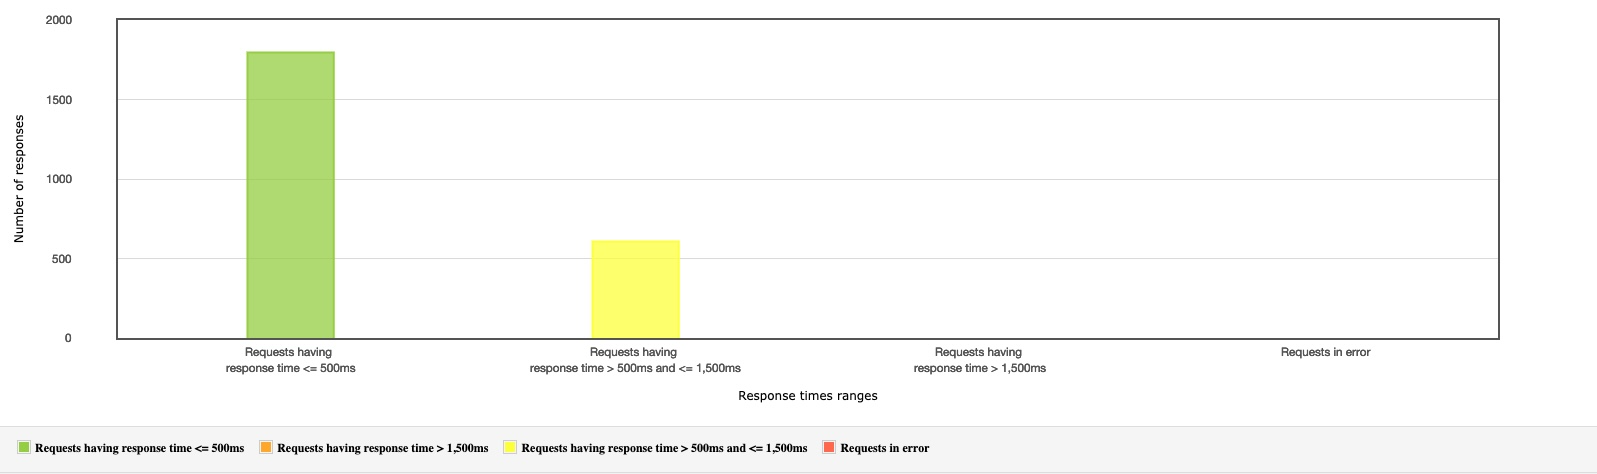 2000
1500
1000
500
0
Number of responses
Requests having
response time <= 500ms
Requests having
response time > 500ms and <= 1,500ms
Requests having
response time > 1,500ms
Requests in error
Response times ranges
Requests having response time <= 500ms
Requests having response time > 1,500ms
Requests having response time > 500ms and <= 1,500ms
Requests in error